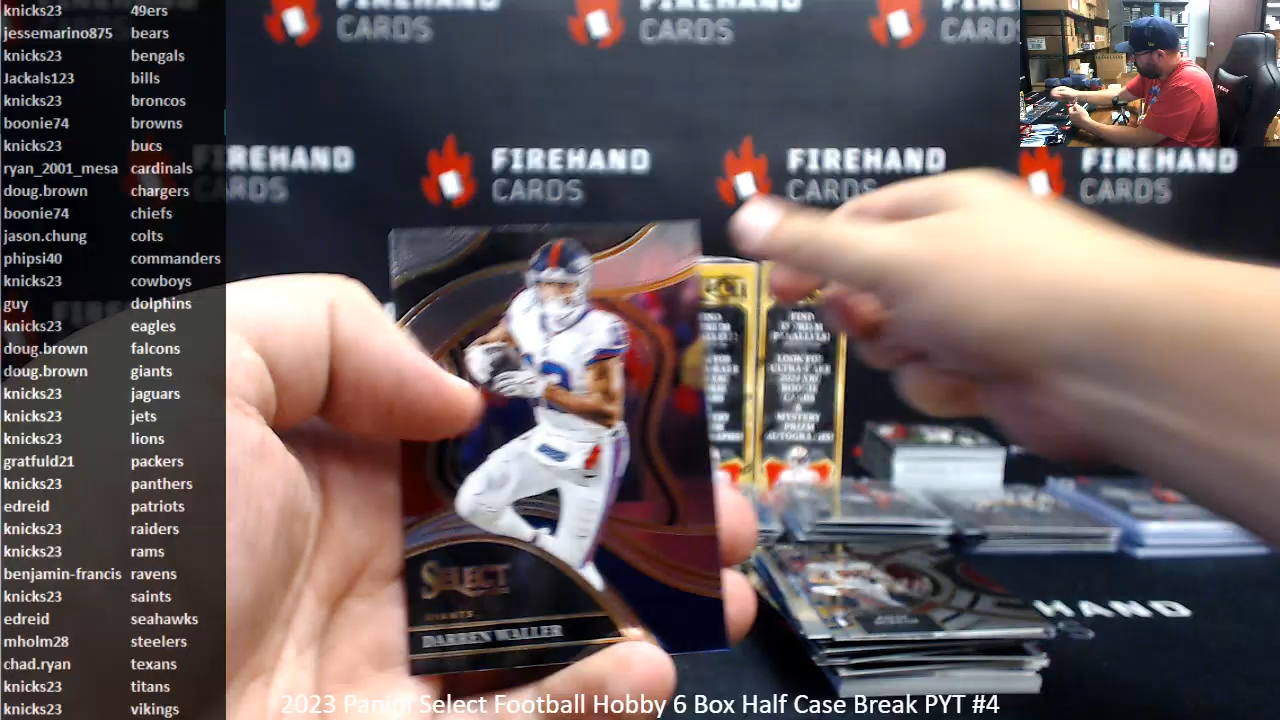 knicks23 49ers
jessemarino875 bears
knicks23 bengals
Jackals123 bills
knicks23 broncos
boonie74 browns
knicks23 bucs
ryan_2001_mesa cardinals
doug.brown chargers
boonie74 chiefs
jason.chung colts
phipsi40 commanders
knicks23 cowboys
guy dolphins
knicks23 eagles
doug.brown falcons
doug.brown giants
knicks23 jaguars
knicks23 jets
knicks23 lions
gratfuld21 packers
knicks23 panthers
edreid patriots
knicks23 raiders
knicks23 rams
benjamin-francis ravens
knicks23 saints
edreid seahawks
mholm28 steelers
chad.ryan texans
knicks23 titans
knicks23 vikings
CARDS
CARDS
CARDS
FIREHAND
CARDS
FIREHAND
CARDS
FIREHAND
CARDS
FIREHAND
CARDS
SELECT
GIANTS
DARREN WALLER
HAND
2023 Panini Select Football Hobby 6 Box Half Case Break PYT #4